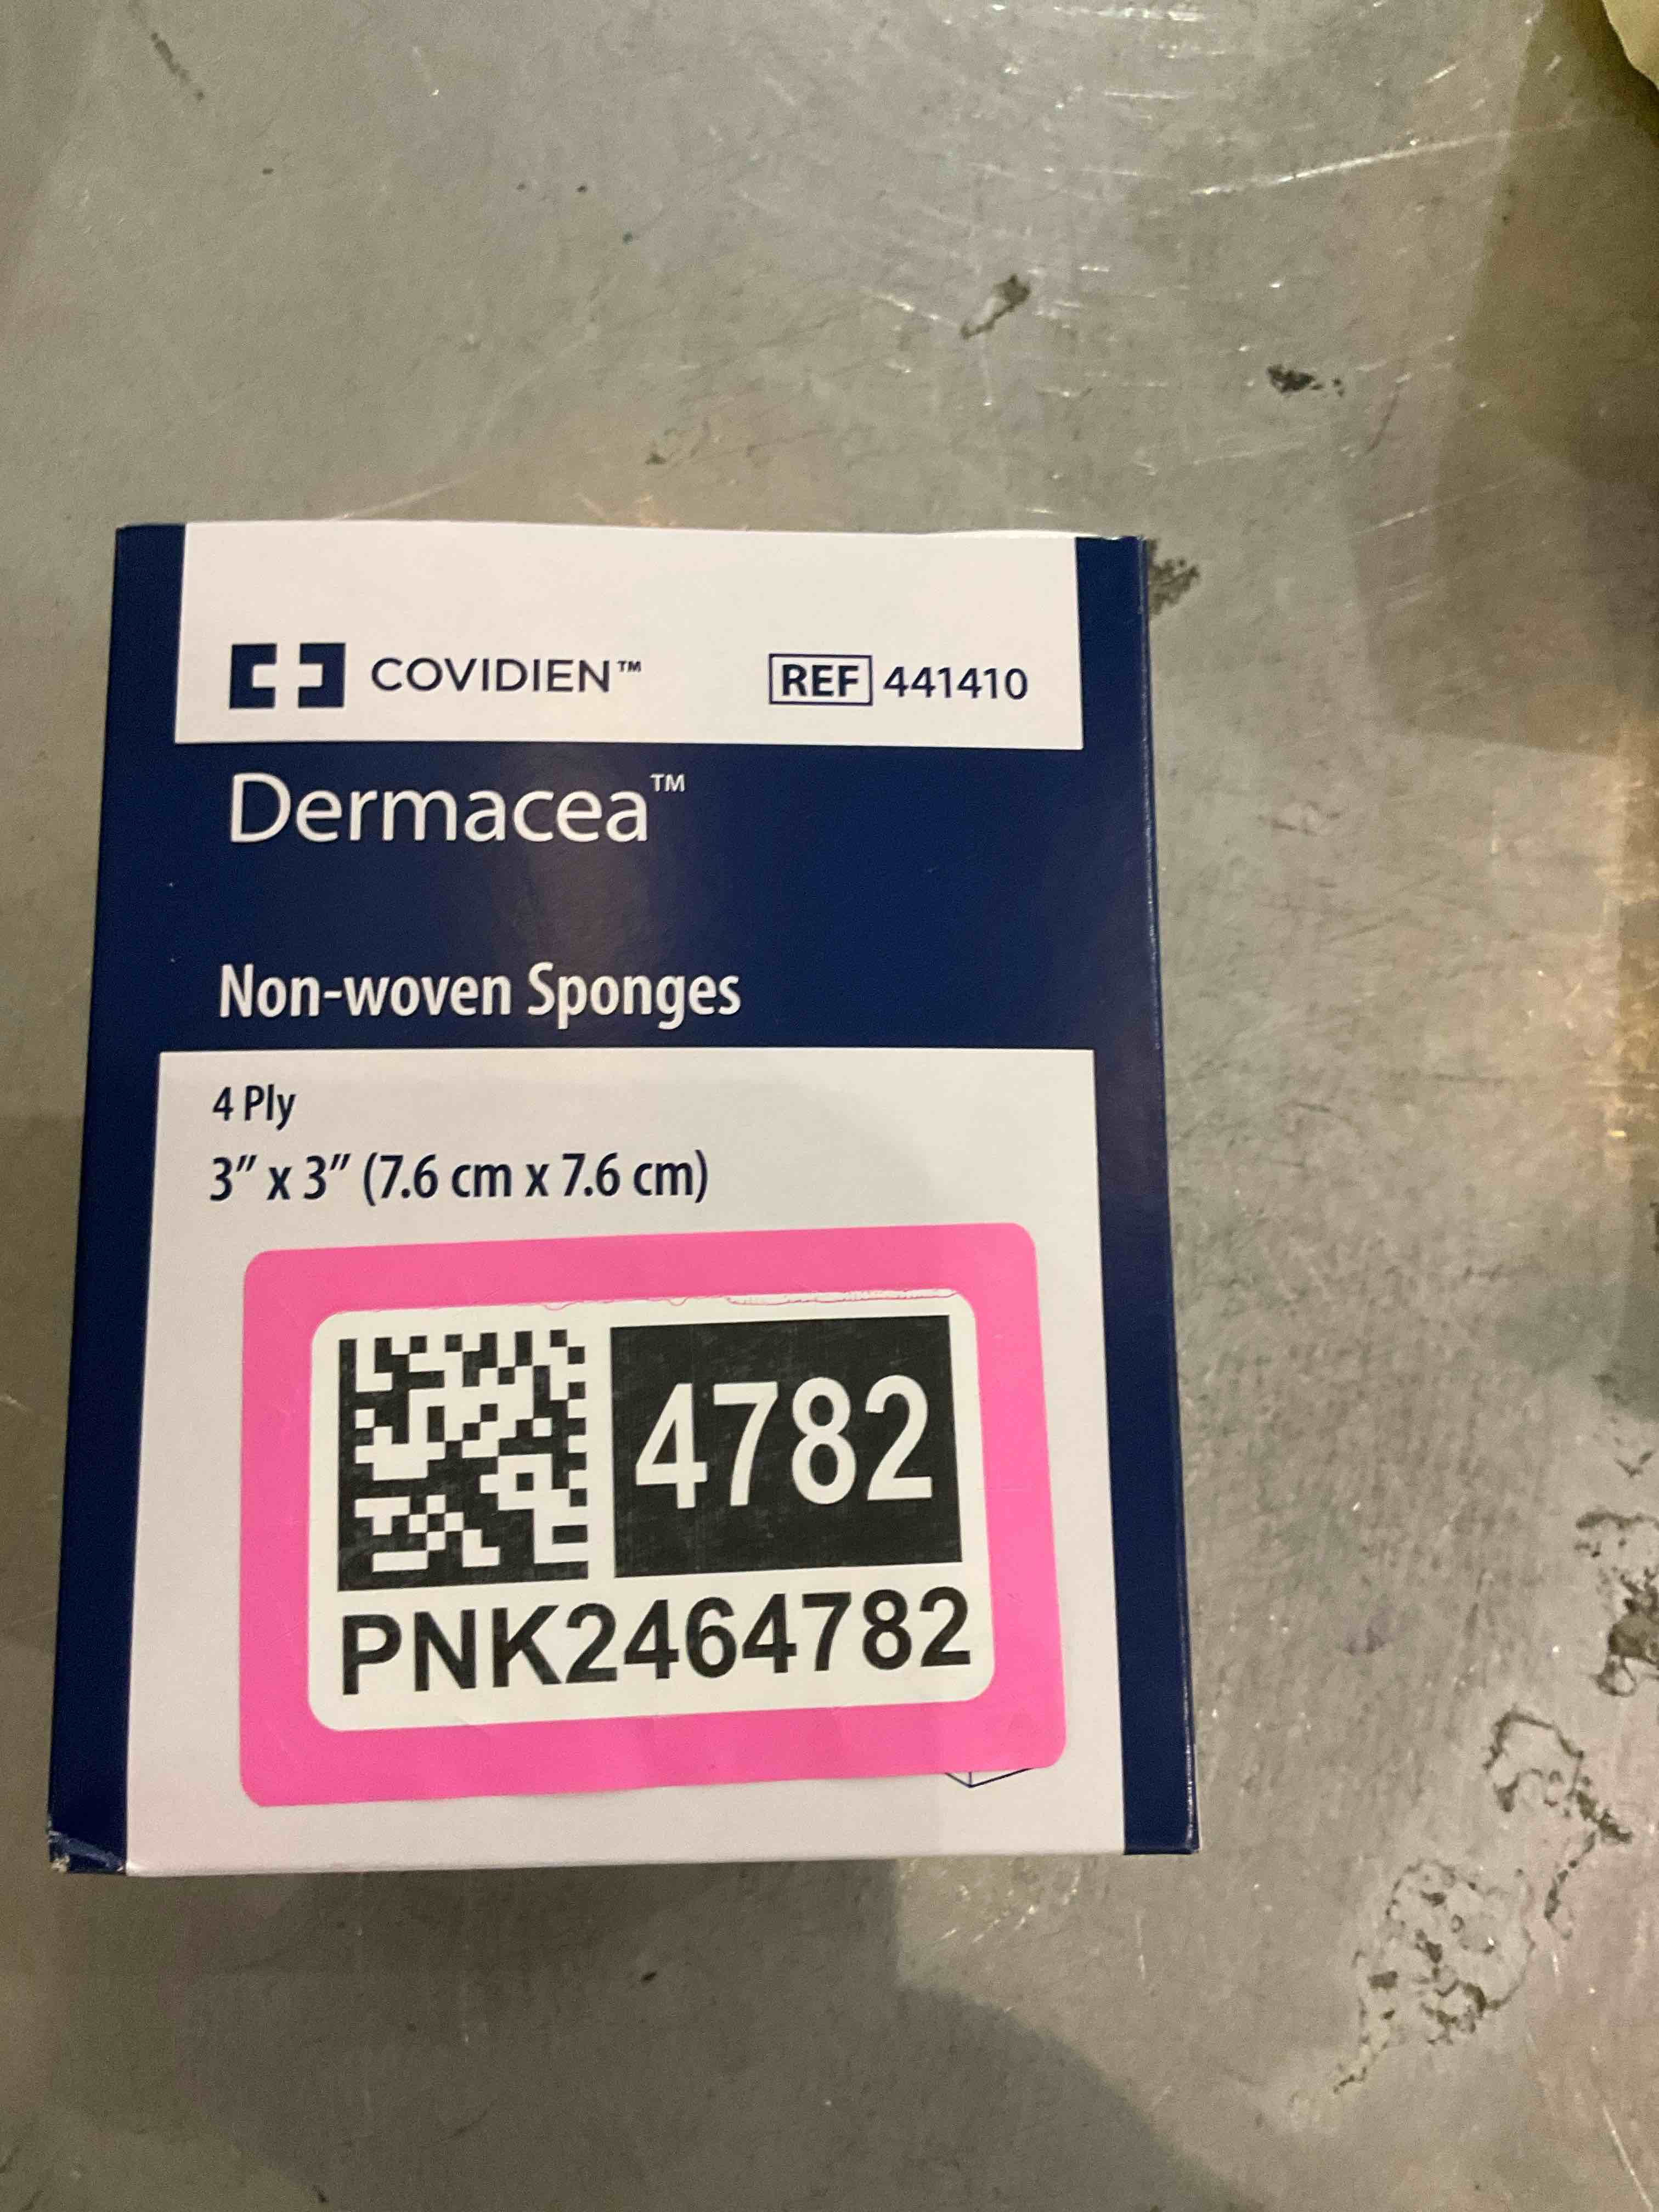 COVIDIEN™ REF 441410
Dermacea™
Non-woven Sponges
4 Ply
3" x 3" (7.6 cm x 7.6 cm)
4782
PNK2464782